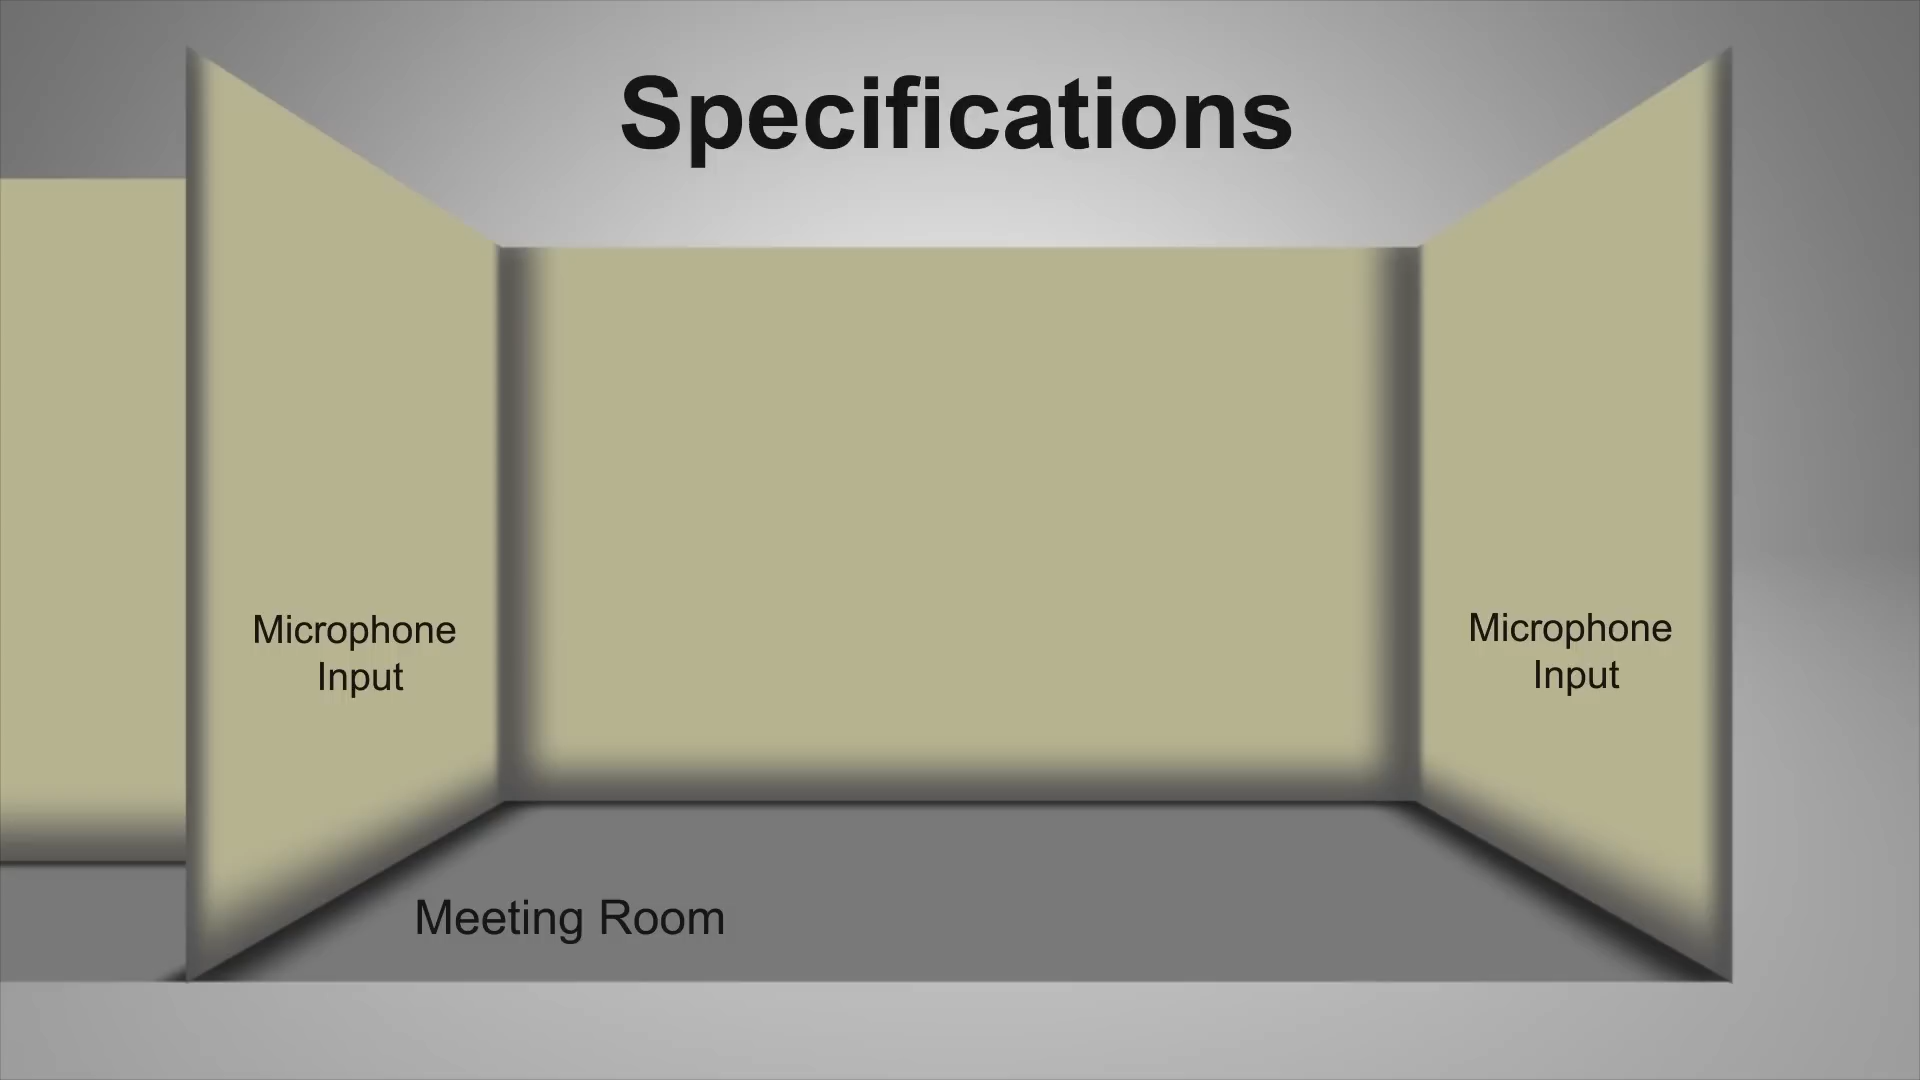 Specifications
Microphone
Input
Microphone
Input
Meeting Room